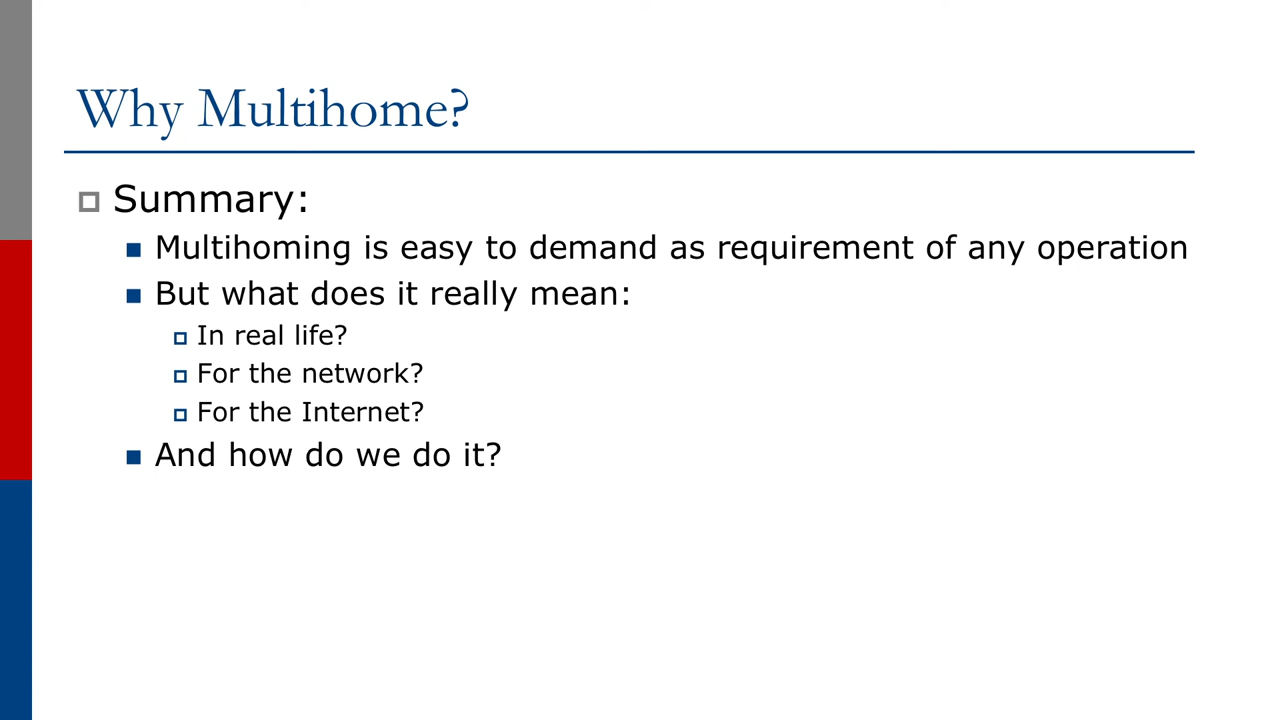 Why Multihome?
Summary:
Multihoming is easy to demand as requirement of any operation
But what does it really mean:
In real life?
For the network?
For the Internet?
And how do we do it?